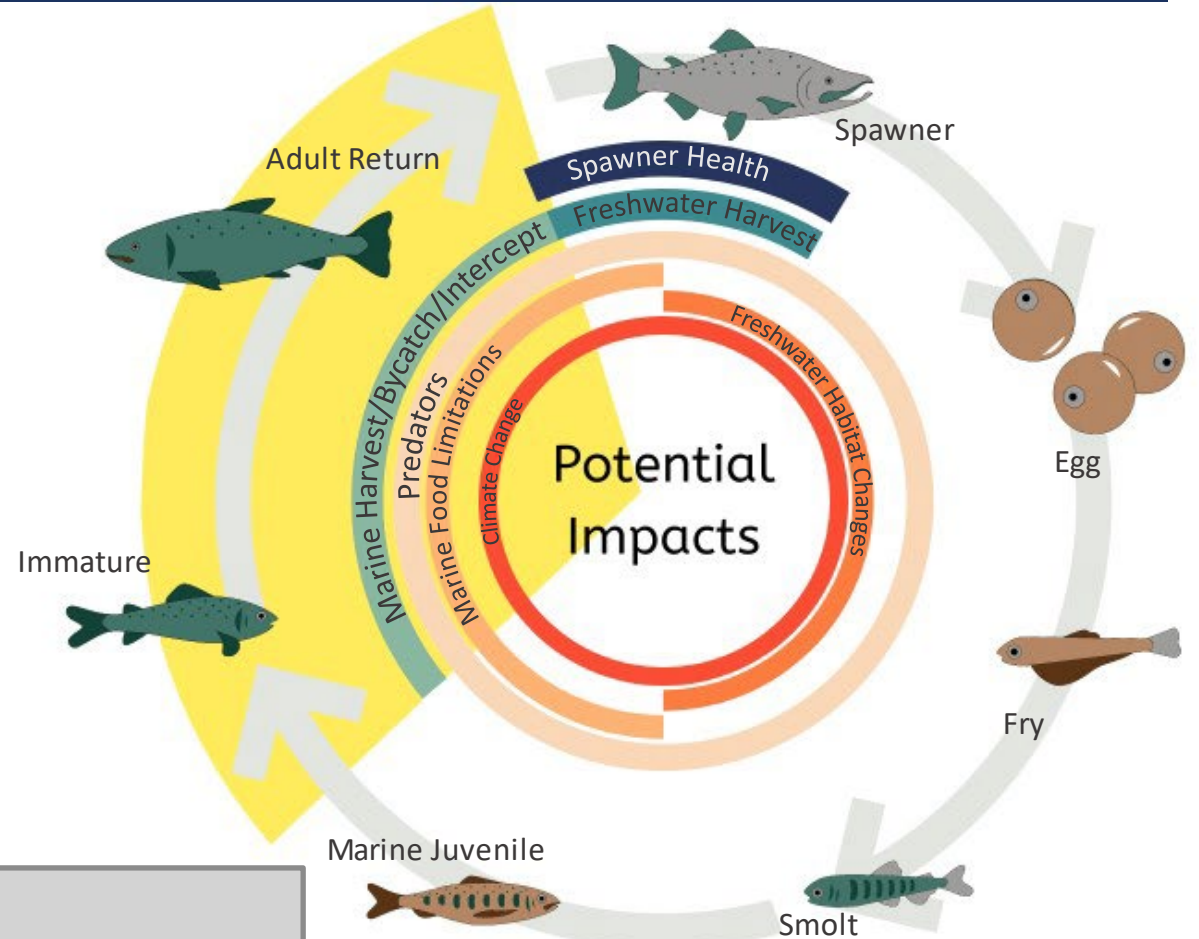 Spawner
Adult Return
Spawner Health
Freshwater Harvest
Marine Harvest/Bycatch/Intercept
Predators
Marine Food Limitations
Climate Change
Freshwater Habitat Changes
Potential
Impacts
Egg
Immature
Fry
Marine Juvenile
Smolt